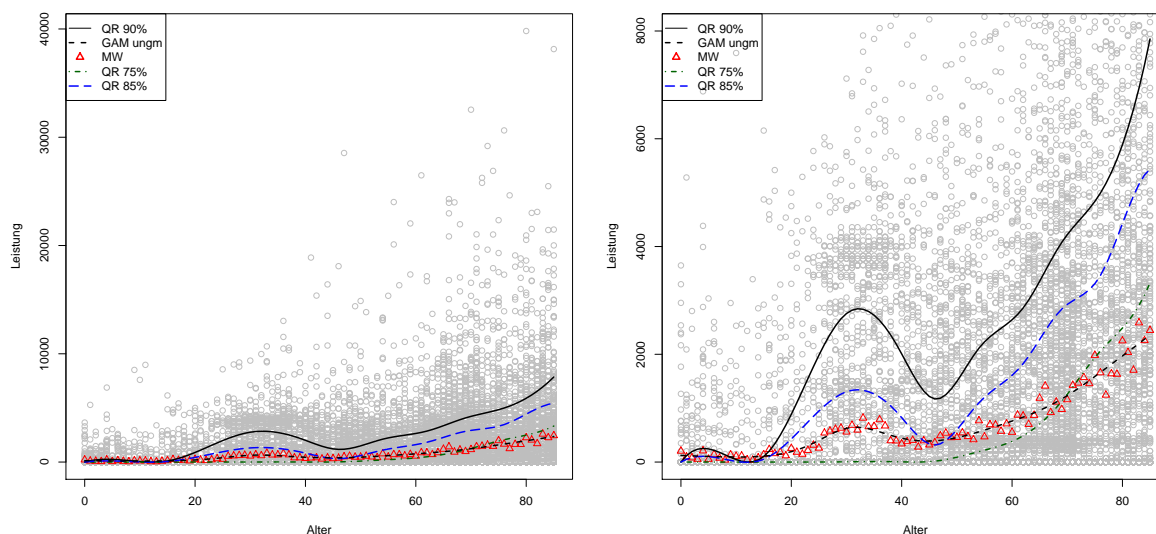 QR 90%
GAM ungm
MW
QR 75%
QR 85%
Leistung
40000
30000
20000
10000
0
0
20
40
60
80
Alter
QR 90%
GAM ungm
MW
QR 75%
QR 85%
Leistung
8000
6000
4000
2000
0
0
20
40
60
80
Alter